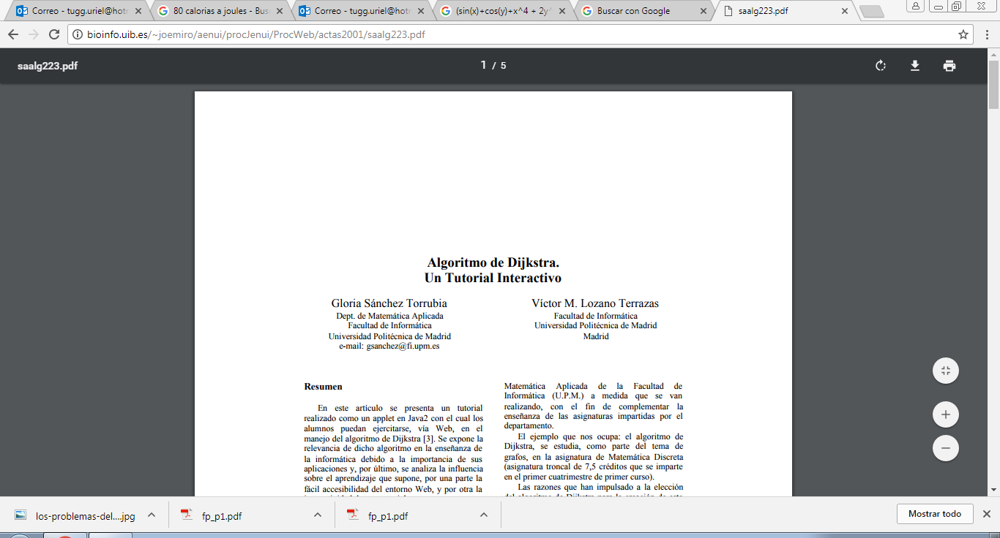 Correo - tugg.uriel@hotr
80 calorias a joules - Bus
Correo - tugg.uriel@hotr
(sin(x)+cos(y)+x^4 + 2y^
Buscar con Google
saalg223.pdf
bioinfo.uib.es/~joemiro/aenui/procJenui/ProcWeb/actas2001/saalg223.pdf
saalg223.pdf
1 / 5
Algoritmo de Dijkstra.
Un Tutorial Interactivo
Gloria Sánchez Torrubia
Dept. de Matemática Aplicada
Facultad de Informática
Universidad Politécnica de Madrid
e-mail: gsanchez@fi.upm.es
Víctor M. Lozano Terrazas
Facultad de Informática
Universidad Politécnica de Madrid
Madrid
Resumen
En este artículo se presenta un tutorial
realizado como un applet en Java2 con el cual los
alumnos puedan ejercitarse, vía Web, en el
manejo del algoritmo de Dijkstra [3]. Se expone la
relevancia de dicho algoritmo en la enseñanza de
la informática debido a la importancia de sus
aplicaciones y, por último, se analiza la influencia
sobre el aprendizaje que supone, por una parte la
fácil accesibilidad del entorno Web, y por otra la
Matemática Aplicada de la Facultad de
Informática (U.P.M.) a medida que se van
realizando, con el fin de complementar la
enseñanza de las asignaturas impartidas por el
departamento.
El ejemplo que nos ocupa: el algoritmo de
Dijkstra, se estudia, como parte del tema de
grafos, en la asignatura de Matemática Discreta
(asignatura troncal de 7,5 créditos que se imparte
en el primer cuatrimestre de primer curso).
Las razones que han impulsado a la elección
del algoritmo de Dijkstra para la creación de este
los-problemas-del....jpg
fp_p1.pdf
fp_p1.pdf
Mostrar todo